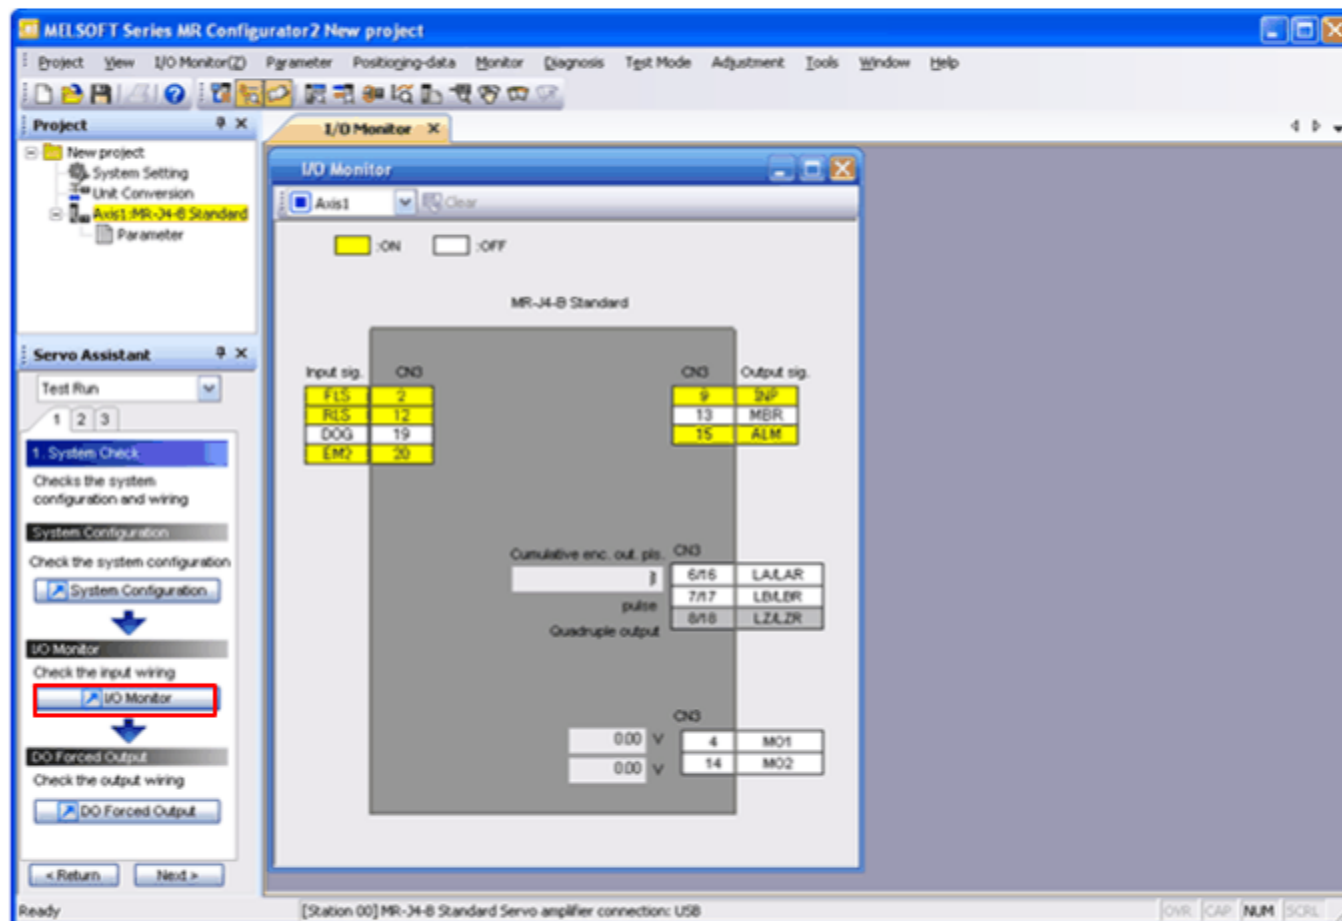 MELSOFT Series MR Configurator2 New project
Project View I/O Monitor(Z) Parameter Positioning-data Monitor Diagnosis Test Mode Adjustment Tools Window Help
Project
New project
System Setting
Unit Conversion
Axis1:MR-J4-B Standard
Parameter
Servo Assistant
Test Run
1 2 3
1. System Check
Checks the system
configuration and wiring
System Configuration
Check the system configuration
System Configuration
I/O Monitor
Check the input wiring
I/O Monitor
DO Forced Output
Check the output wiring
DO Forced Output
< Return Next >
I/O Monitor
I/O Monitor
Axis1 Clear
:ON :OFF
MR-J4-B Standard
Input sig. CN3
FLS 2
RLS 12
DOG 19
EM2 20
CN3 Output sig.
9 INP
13 MBR
15 ALM
Cumulative enc. out. pls. CN3
6/16 LA/LAR
pulse 7/17 LB/LBR
Quadruple output 8/18 LZ/LZR
CN3
0.00 V 4 MO1
0.00 V 14 MO2
Ready [Station 00] MR-J4-B Standard Servo amplifier connection: USB OVR CAP NUM SCRL